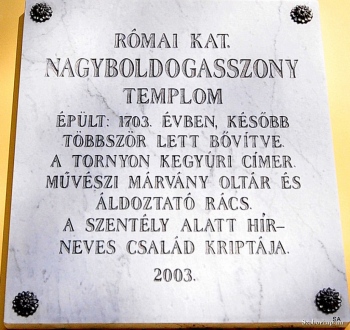 RÓMAI KAT.
NAGYBOLDOGASSZONY
TEMPLOM
ÉPÜLT: 1703. ÉVBEN, KÉSŐBB
TÖBBSZÖR LETT BŐVÍTVE.
A TORNYON KEGYÚRI CÍMER.
MŰVÉSZI MÁRVÁNY OLTÁR ÉS
ÁLDOZTATÓ RÁCS.
A SZENTÉLY ALATT HÍR-
NEVES CSALÁD KRIPTÁJA.
2003.
SA